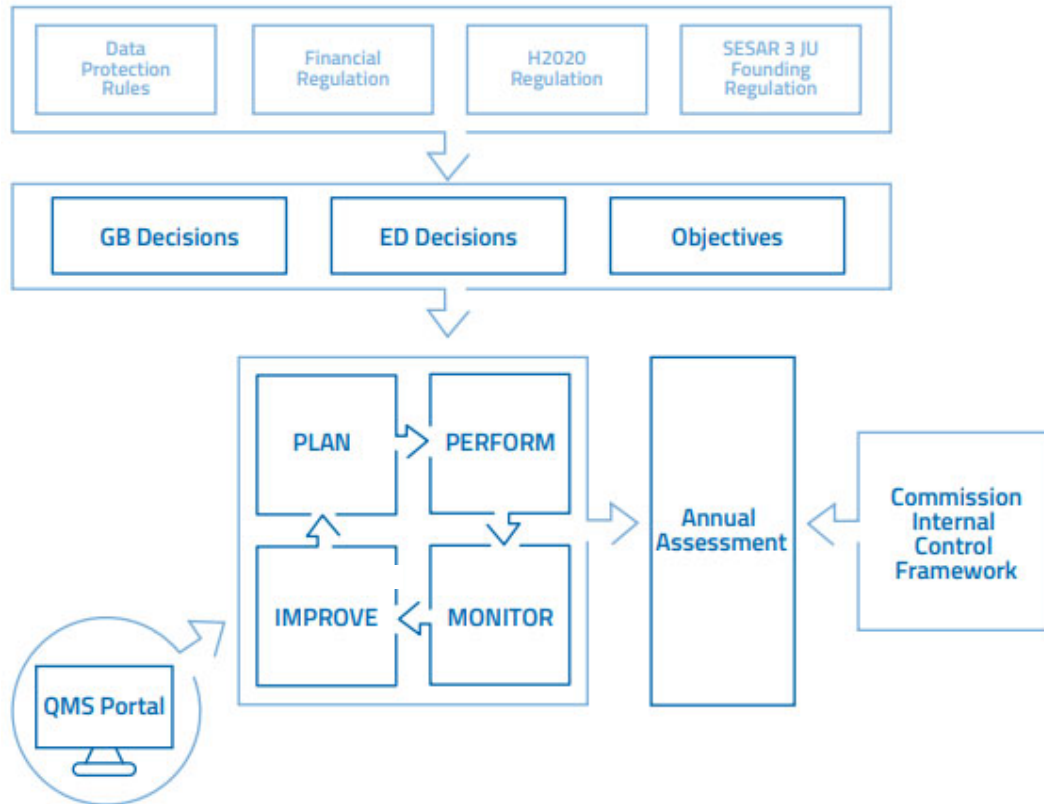 Data
Protection
Rules
Financial
Regulation
H2020
Regulation
SESAR 3 JU
Founding
Regulation
GB Decisions
ED Decisions
Objectives
PLAN
PERFORM
IMPROVE
MONITOR
Annual
Assessment
Commission
Internal
Control
Framework
QMS Portal